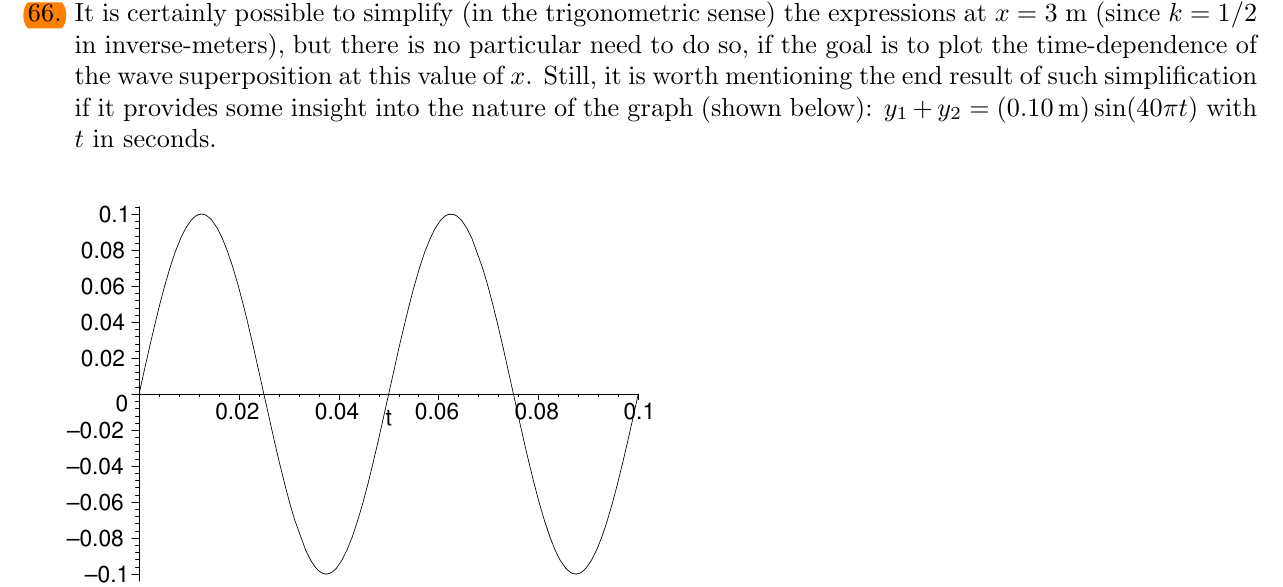 66. It is certainly possible to simplify (in the trigonometric sense) the expressions at x = 3 m (since k = 1/2
in inverse-meters), but there is no particular need to do so, if the goal is to plot the time-dependence of
the wave superposition at this value of x. Still, it is worth mentioning the end result of such simplification
if it provides some insight into the nature of the graph (shown below): y₁ + y₂ = (0.10 m) sin(40πt) with
t in seconds.
0.1
0.08
0.06
0.04
0.02
0
0.02 0.04 t 0.06 0.08 0.1
–0.02
–0.04
–0.06
–0.08
–0.1